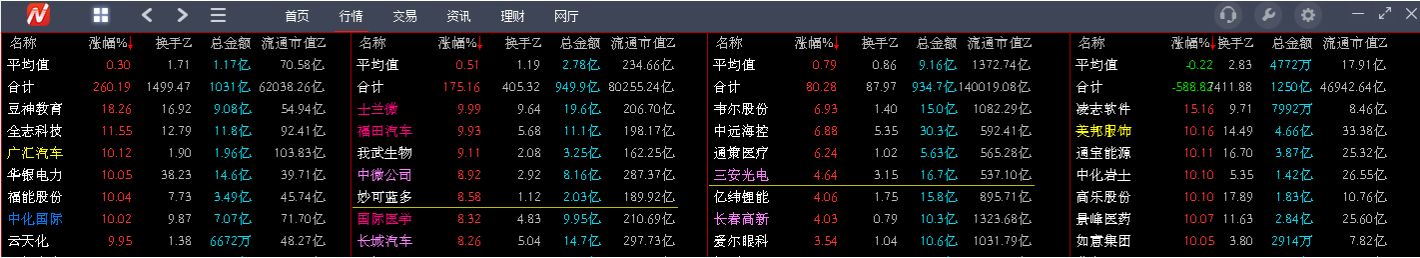 首页 行情 交易 资讯 理财 网厅
名称 涨幅%↓ 换手Z 总金额 流通市值Z 名称 涨幅%↓ 换手Z 总金额 流通市值Z 名称 涨幅%↓ 换手Z 总金额 流通市值Z 名称 涨幅%↓ 换手Z 总金额 流通市值Z
平均值 0.30 1.71 1.17亿 70.58亿 平均值 0.51 1.19 2.78亿 234.66亿 平均值 0.79 0.86 9.16亿 1372.74亿 平均值 -0.22 2.83 4772万 17.91亿
合计 260.19 1499.47 1031亿 62038.26亿 合计 175.16 405.32 949.9亿 80255.24亿 合计 80.28 87.97 934.7亿 140019.08亿 合计 -588.82 7411.88 1250亿 46942.64亿
豆神教育 18.26 16.92 9.08亿 54.94亿 士兰微 9.99 9.64 19.6亿 206.70亿 韦尔股份 6.93 1.40 15.0亿 1082.29亿 凌志软件 15.16 9.71 7992万 8.46亿
全志科技 11.55 12.79 11.8亿 92.41亿 福田汽车 9.93 5.68 11.1亿 198.17亿 中远海控 6.88 5.35 30.3亿 592.41亿 美邦服饰 10.16 14.49 4.66亿 33.38亿
广汇汽车 10.12 1.90 1.96亿 103.83亿 我武生物 9.11 2.08 3.25亿 162.25亿 通策医疗 6.24 1.02 5.63亿 565.28亿 通宝能源 10.11 16.70 3.87亿 25.32亿
华银电力 10.05 38.23 14.6亿 39.71亿 中微公司 8.92 2.92 8.16亿 287.37亿 三安光电 4.64 3.15 16.7亿 537.10亿 中化岩土 10.10 5.35 1.42亿 26.55亿
福能股份 10.04 7.73 3.49亿 45.74亿 妙可蓝多 8.58 1.12 2.03亿 189.92亿 亿纬锂能 4.06 1.75 15.8亿 895.71亿 高乐股份 10.10 17.89 1.83亿 10.76亿
中化国际 10.02 9.87 7.07亿 71.70亿 国际医学 8.32 4.83 9.95亿 210.69亿 长春高新 4.03 0.79 10.3亿 1323.68亿 景峰医药 10.07 11.63 2.84亿 25.60亿
云天化 9.95 1.38 6672万 48.27亿 长城汽车 8.26 5.04 14.7亿 297.73亿 爱尔眼科 3.54 1.04 10.6亿 1031.79亿 如意集团 10.05 3.80 2914万 7.82亿